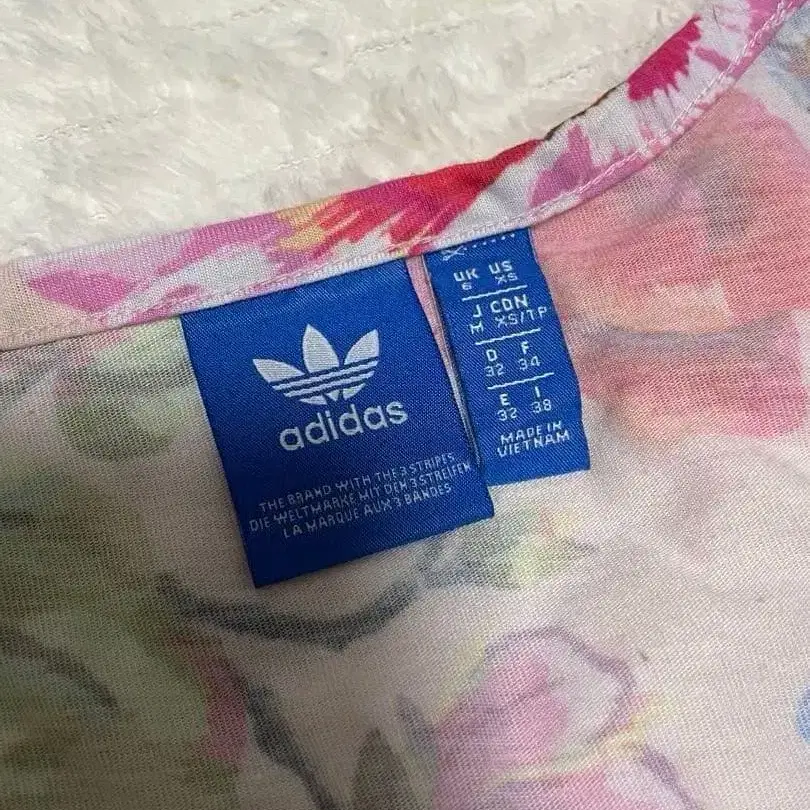 adidas
THE BRAND WITH THE 3 STRIPES
DIE WELTMARKE MIT DEN 3 STREIFEN
LA MARQUE AUX 3 BANDES
UK US
6 XS
J CDN
M XS/TP
D F
32 34
E I
32 38
MADE IN
VIETNAM